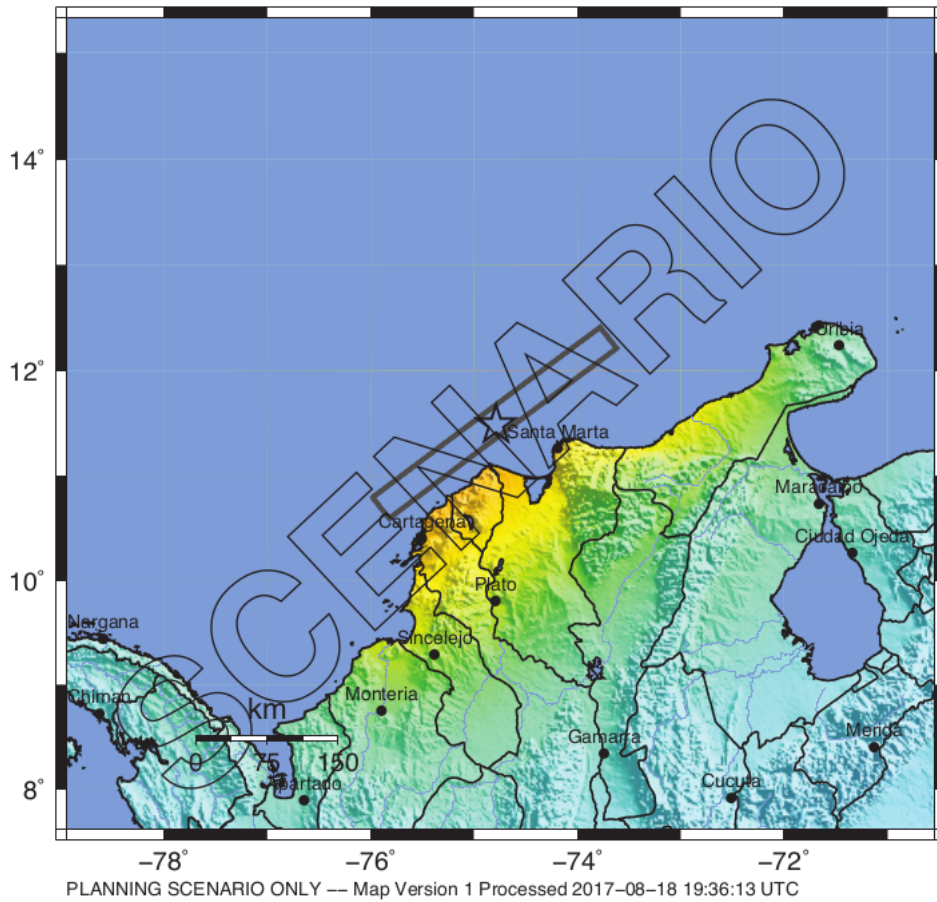 SCENARIO
14°
12°
Uribia
Santa Marta
Maracaibo
Cartagena
Ciudad Ojeda
10°
Plato
Nargana
Sincelejo
Chiman
Monteria
km
Gamarra
Merida
0 75 150
8°
Apartado
Cucuta
−78° −76° −74° −72°
PLANNING SCENARIO ONLY −− Map Version 1 Processed 2017−08−18 19:36:13 UTC